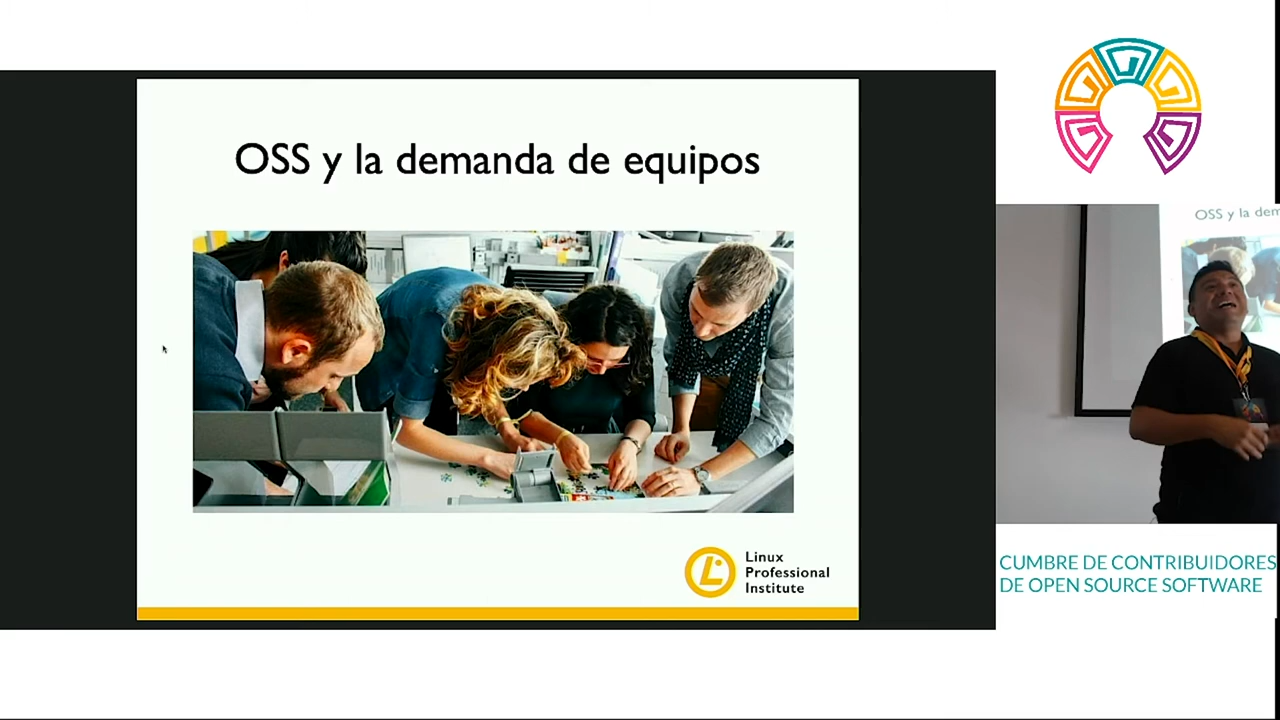 OSS y la demanda de equipos
Linux
Professional
Institute
OSS y la dem
CUMBRE DE CONTRIBUIDORES
DE OPEN SOURCE SOFTWARE